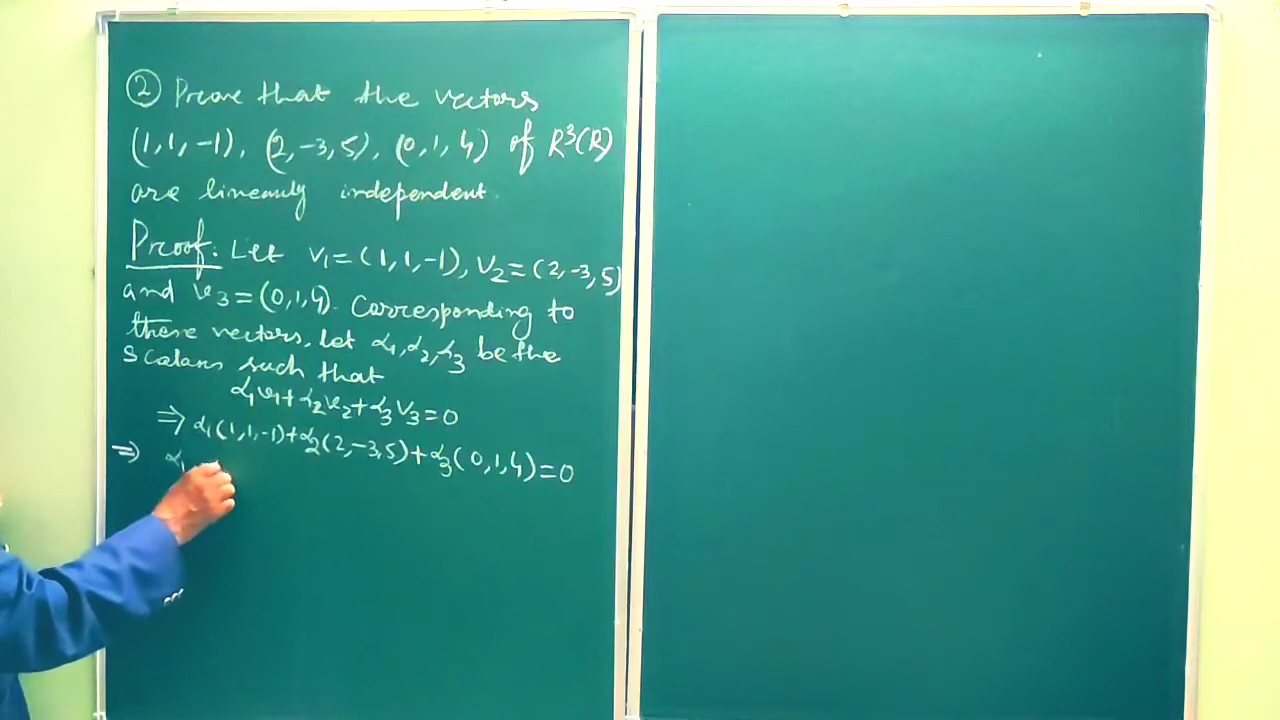 ② Prove that the vectors
(1,1,-1), (2,-3,5), (0,1,4) of R³(R)
are linearly independent.
Proof: Let v₁=(1,1,-1), v₂=(2,-3,5)
and v₃=(0,1,4). Corresponding to
these vectors, let α₁,α₂,α₃ be the
scalars such that
α₁v₁+α₂v₂+α₃v₃=0
⇒ α₁(1,1,-1)+α₂(2,-3,5)+α₃(0,1,4)=0
⇒ α₁